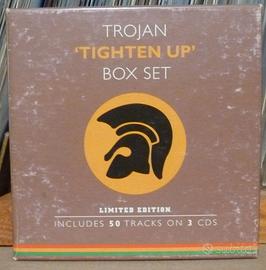 TROJAN
'TIGHTEN UP'
BOX SET
LIMITED EDITION
INCLUDES 50 TRACKS ON 3 CDS